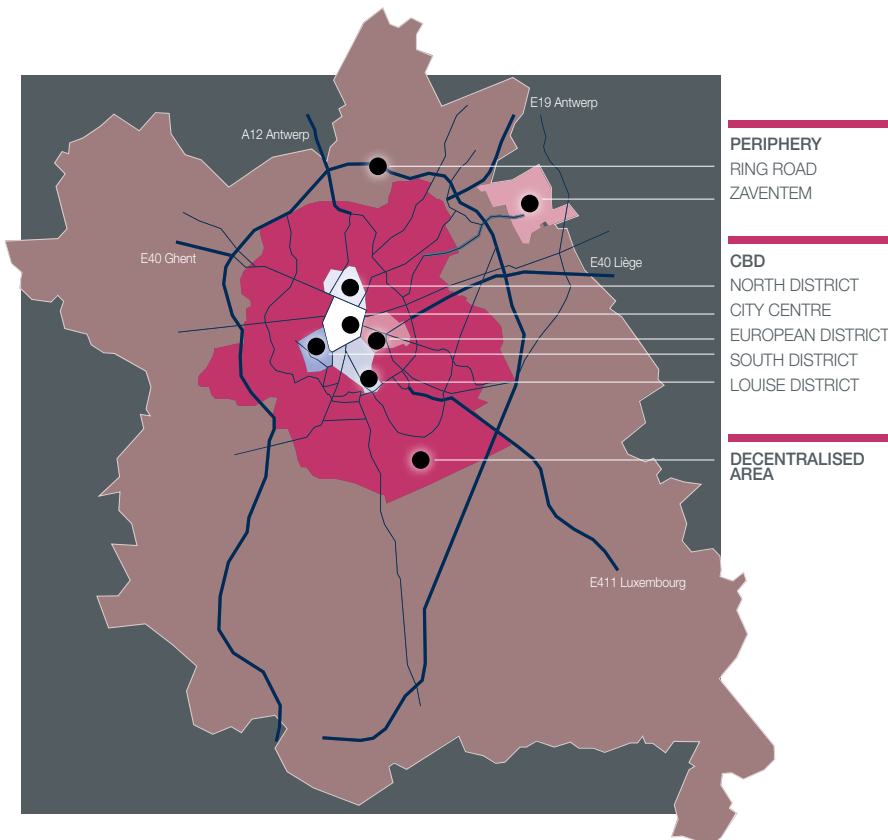 E19 Antwerp
A12 Antwerp
E40 Ghent
E40 Liège
E411 Luxembourg
PERIPHERY
RING ROAD
ZAVENTEM
CBD
NORTH DISTRICT
CITY CENTRE
EUROPEAN DISTRICT
SOUTH DISTRICT
LOUISE DISTRICT
DECENTRALISED
AREA